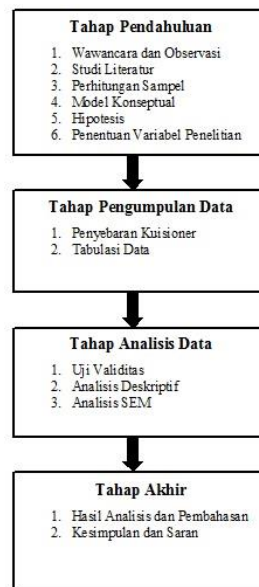 Tahap Pendahuluan
1. Wawancara dan Observasi
2. Studi Literatur
3. Perhitungan Sampel
4. Model Konseptual
5. Hipotesis
6. Penentuan Variabel Penelitian
Tahap Pengumpulan Data
1. Penyebaran Kuisioner
2. Tabulasi Data
Tahap Analisis Data
1. Uji Validitas
2. Analisis Deskriptif
3. Analisis SEM
Tahap Akhir
1. Hasil Analisis dan Pembahasan
2. Kesimpulan dan Saran